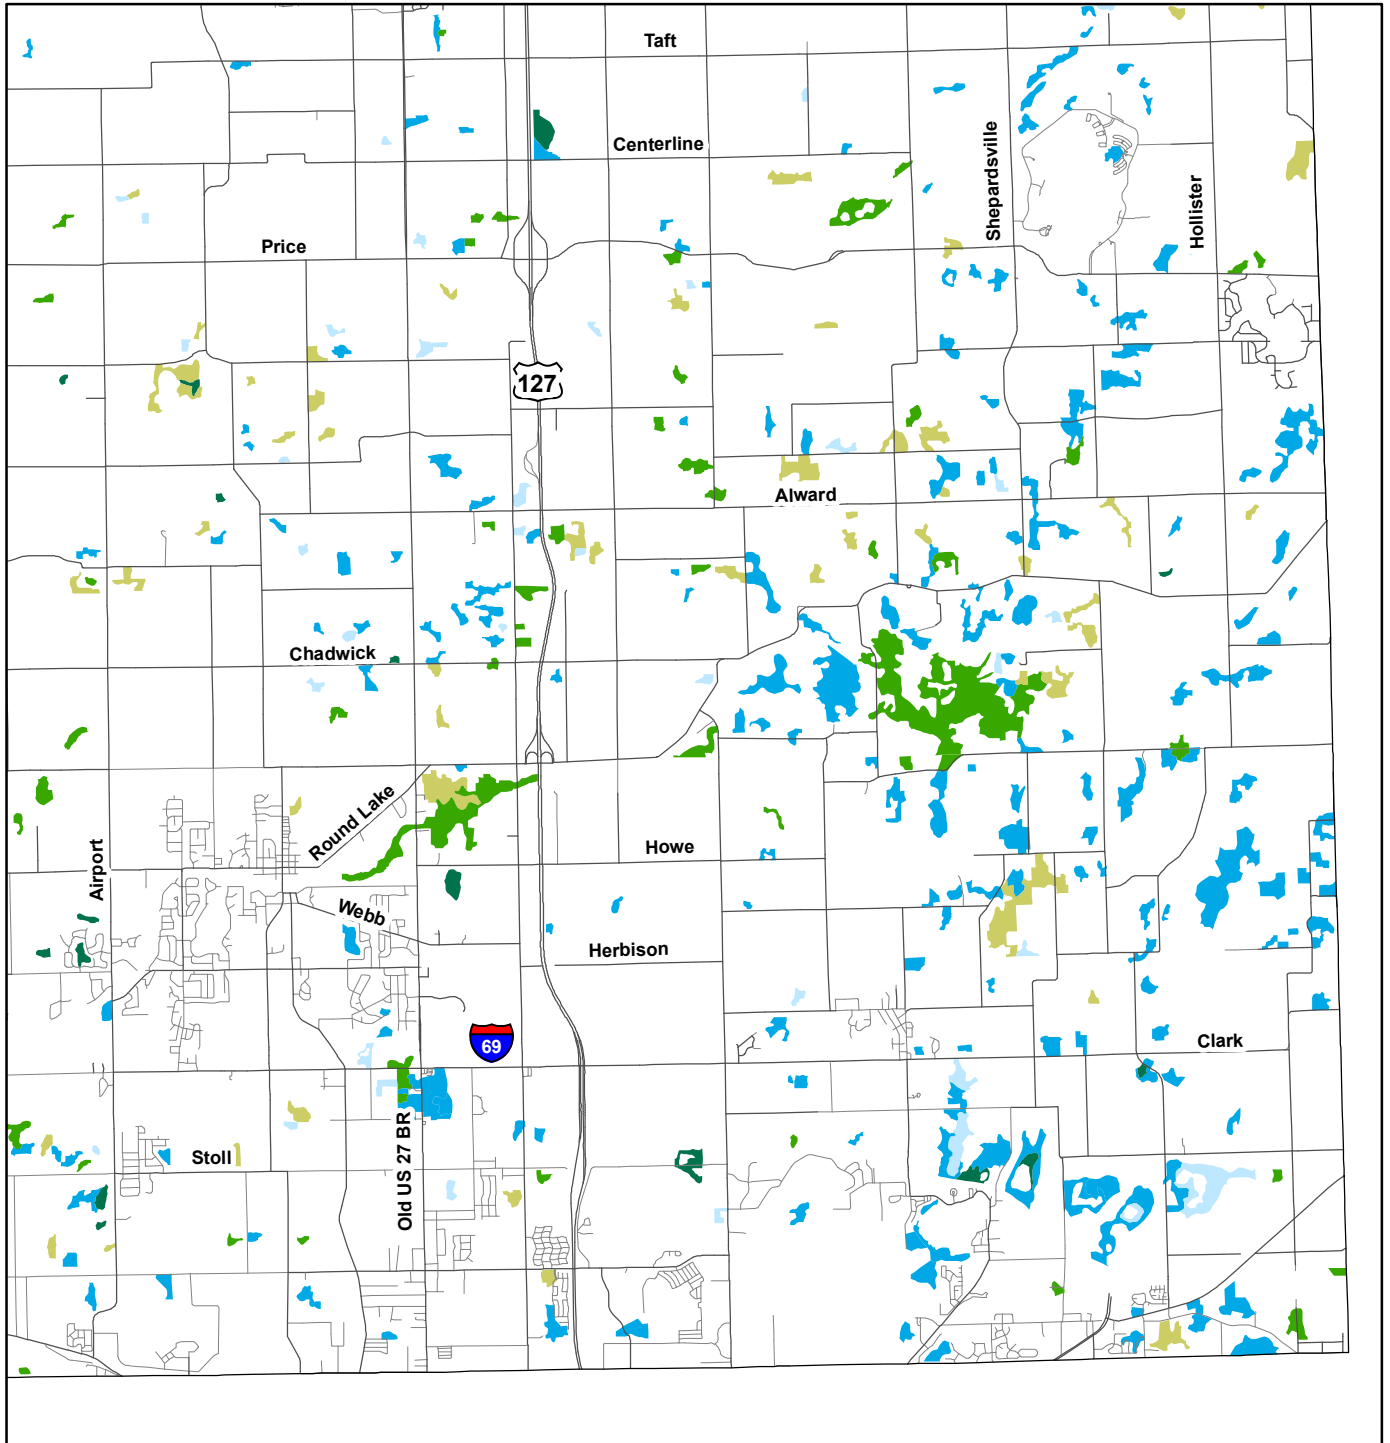 Taft
Centerline
Shepardsville
Hollister
Price
127
Alward
Chadwick
Round Lake
Howe
Airport
Webb
Herbison
69
Clark
Old US 27 BR
Stoll